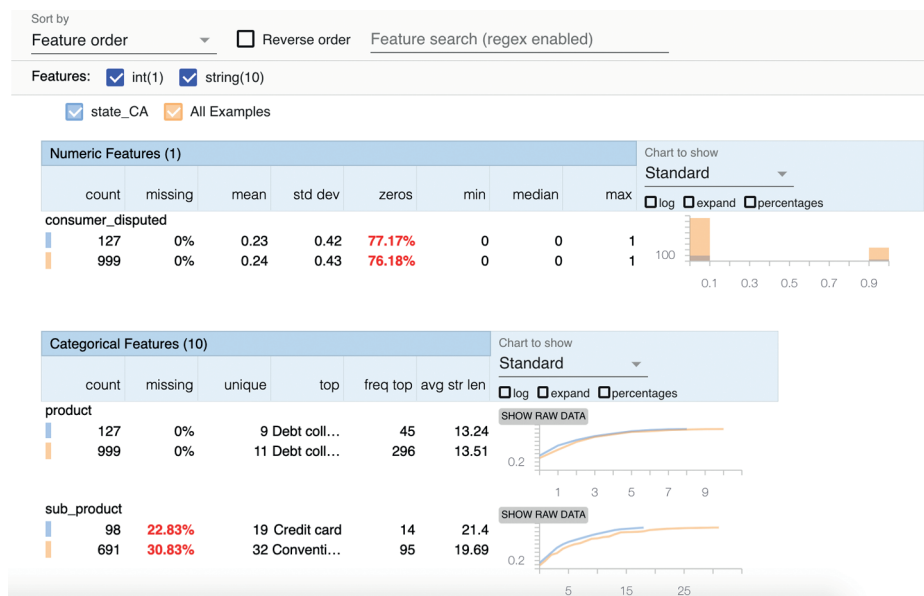 Sort by
Feature order
Reverse order
Feature search (regex enabled)
Features: int(1) string(10)
state_CA All Examples
Numeric Features (1)
Chart to show
Standard
count missing mean std dev zeros min median max
log expand percentages
consumer_disputed
127 0% 0.23 0.42 77.17% 0 0 1
999 0% 0.24 0.43 76.18% 0 0 1
100
0.1 0.3 0.5 0.7 0.9
Categorical Features (10)
Chart to show
Standard
count missing unique top freq top avg str len
log expand percentages
product
SHOW RAW DATA
127 0% 9 Debt coll... 45 13.24
999 0% 11 Debt coll... 296 13.51
0.2
1 3 5 7 9
sub_product
SHOW RAW DATA
98 22.83% 19 Credit card 14 21.4
691 30.83% 32 Conventi... 95 19.69
0.2
5 15 25